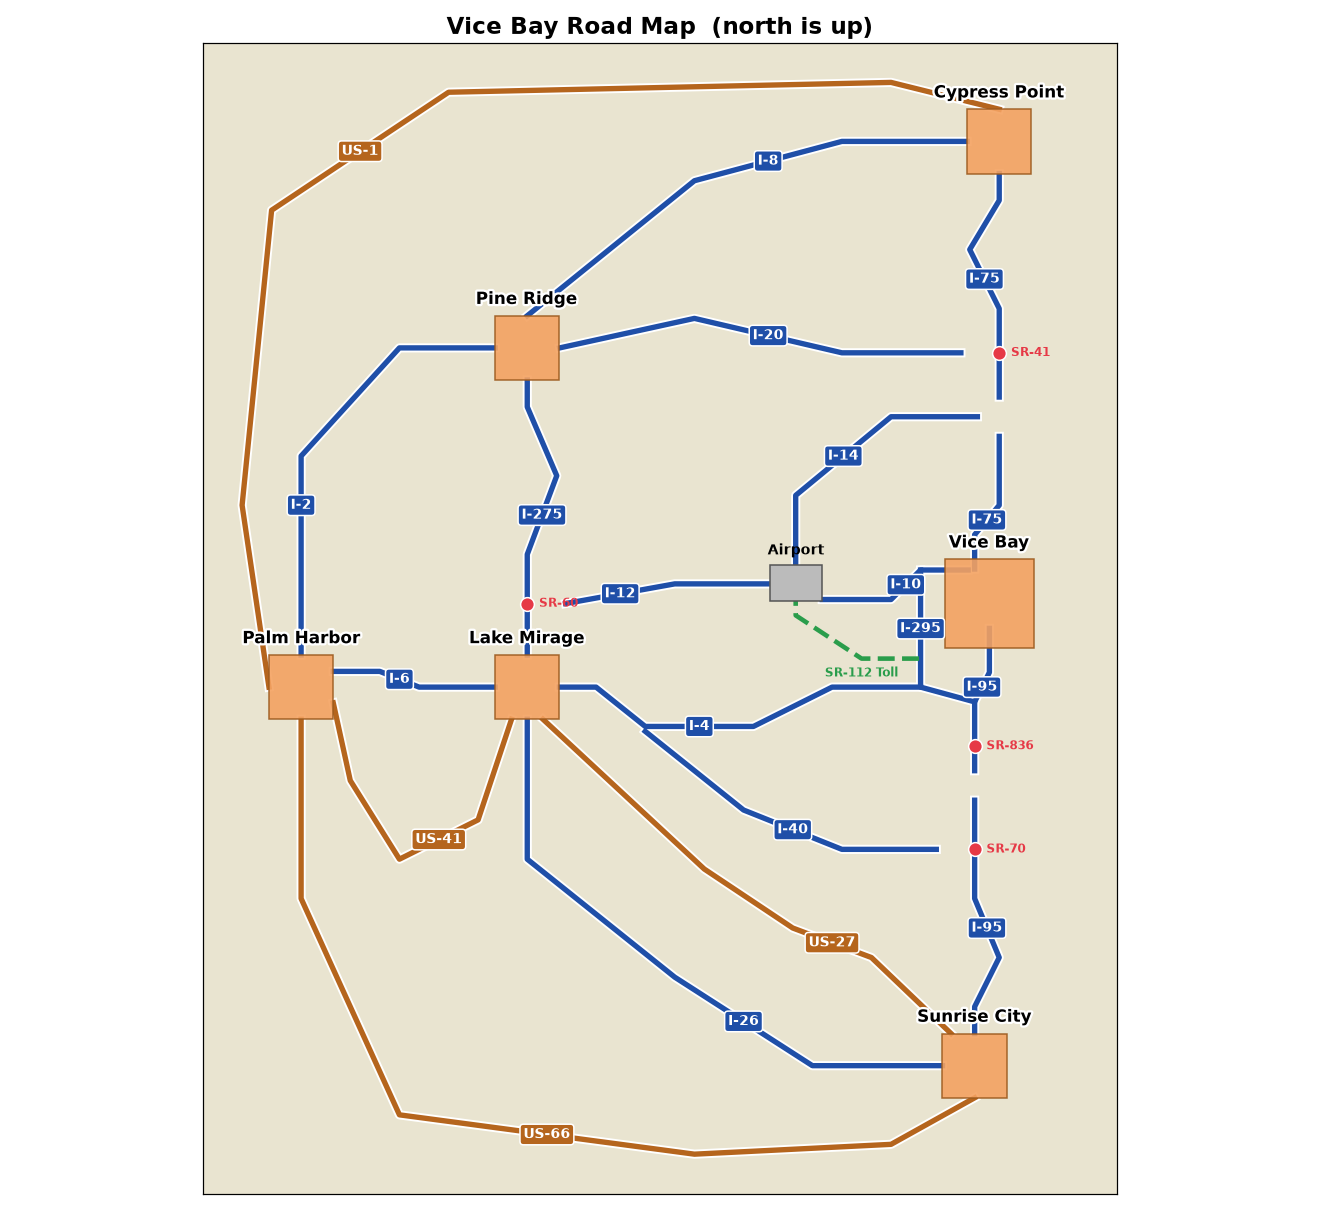 Vice Bay Road Map  (north is up)
Cypress Point
US-1
I-8
I-75
Pine Ridge
I-20
SR-41
I-14
I-2
I-275
I-75
Vice Bay
Airport
I-10
I-12
SR-60
I-295
Palm Harbor
Lake Mirage
SR-112 Toll
I-6
I-95
I-4
SR-836
I-40
US-41
SR-70
I-95
US-27
Sunrise City
I-26
US-66